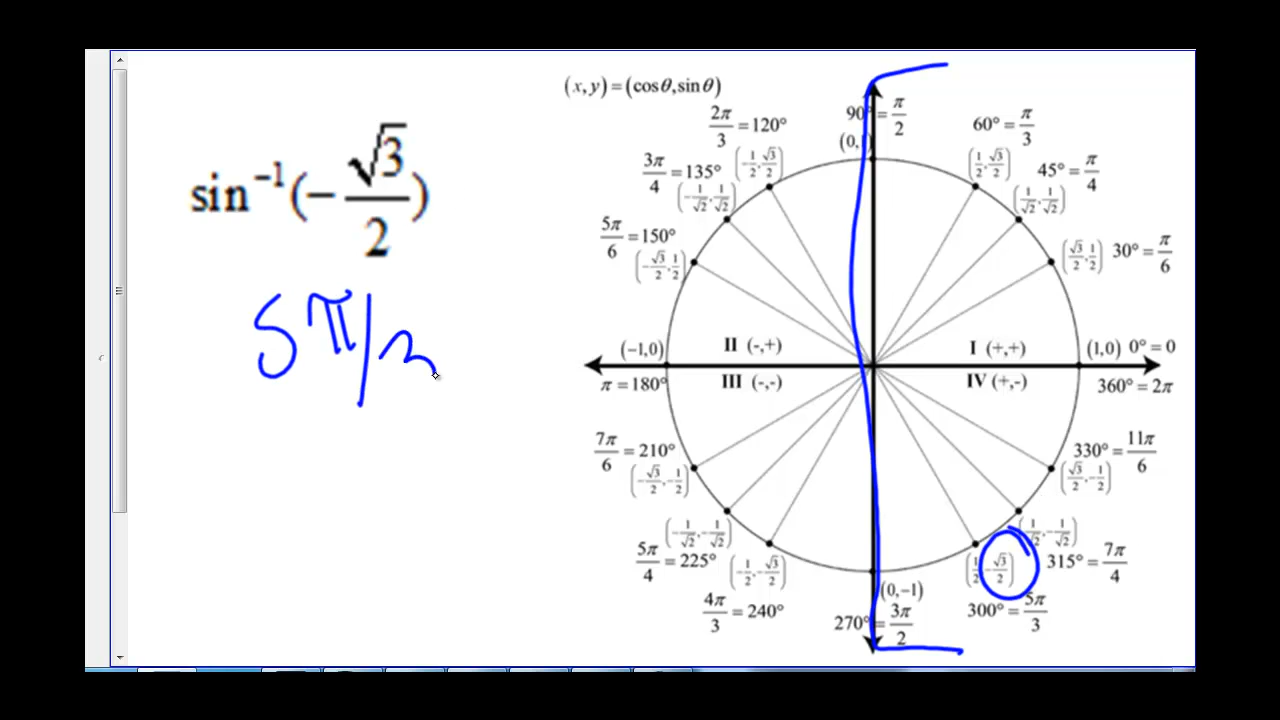 (x,y)=(cosθ,sinθ)
sin⁻¹(-√3/2)
5π/3
90°=π/2
(0,
2π/3=120°
(-1/2,√3/2)
60°=π/3
(1/2,√3/2)
3π/4=135°
(-1/√2,1/√2)
45°=π/4
(1/√2,1/√2)
5π/6=150°
(-√3/2,1/2)
(√3/2,1/2)
30°=π/6
(-1,0)
II (-,+)
I (+,+)
(1,0) 0°=0
π=180°
III (-,-)
IV (+,-)
360°=2π
7π/6=210°
(-√3/2,-1/2)
330°=11π/6
(√3/2,-1/2)
(-1/√2,-1/√2)
(1/√2,-1/√2)
5π/4=225°
(-1/2,-√3/2)
(1/2,-√3/2)
315°=7π/4
(0,-1)
4π/3=240°
270°=3π/2
300°=5π/3